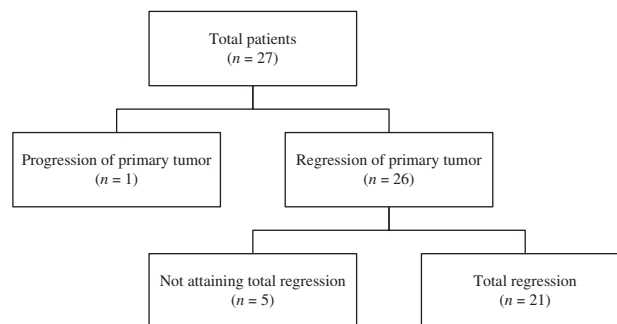 Total patients
(n = 27)
Progression of primary tumor
(n = 1)
Regression of primary tumor
(n = 26)
Not attaining total regression
(n = 5)
Total regression
(n = 21)